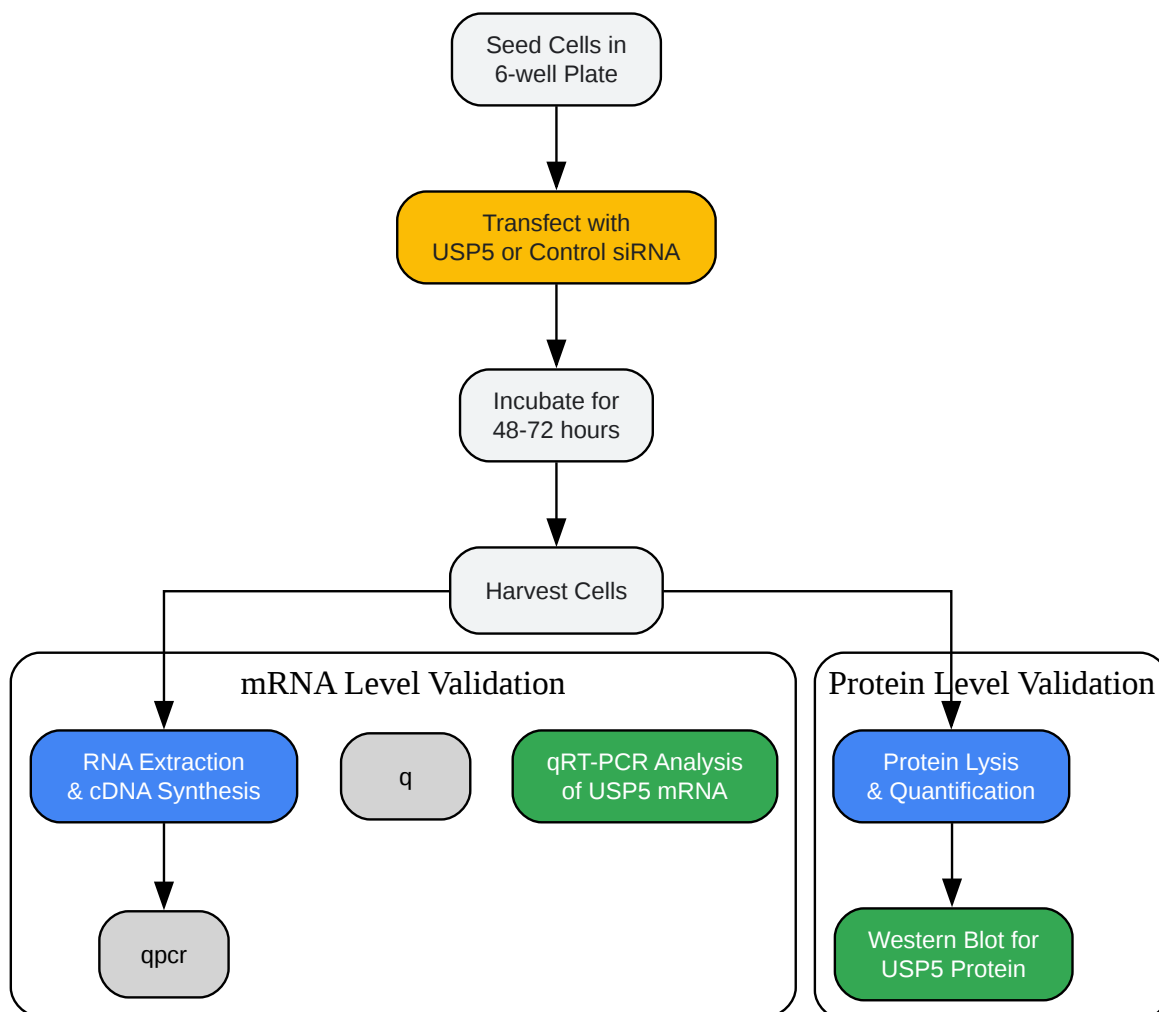 Seed Cells in
6-well Plate
Transfect with
USP5 or Control siRNA
Incubate for
48-72 hours
Harvest Cells
mRNA Level Validation
RNA Extraction
& cDNA Synthesis
q
qRT-PCR Analysis
of USP5 mRNA
qpcr
Protein Level Validation
Protein Lysis
& Quantification
Western Blot for
USP5 Protein